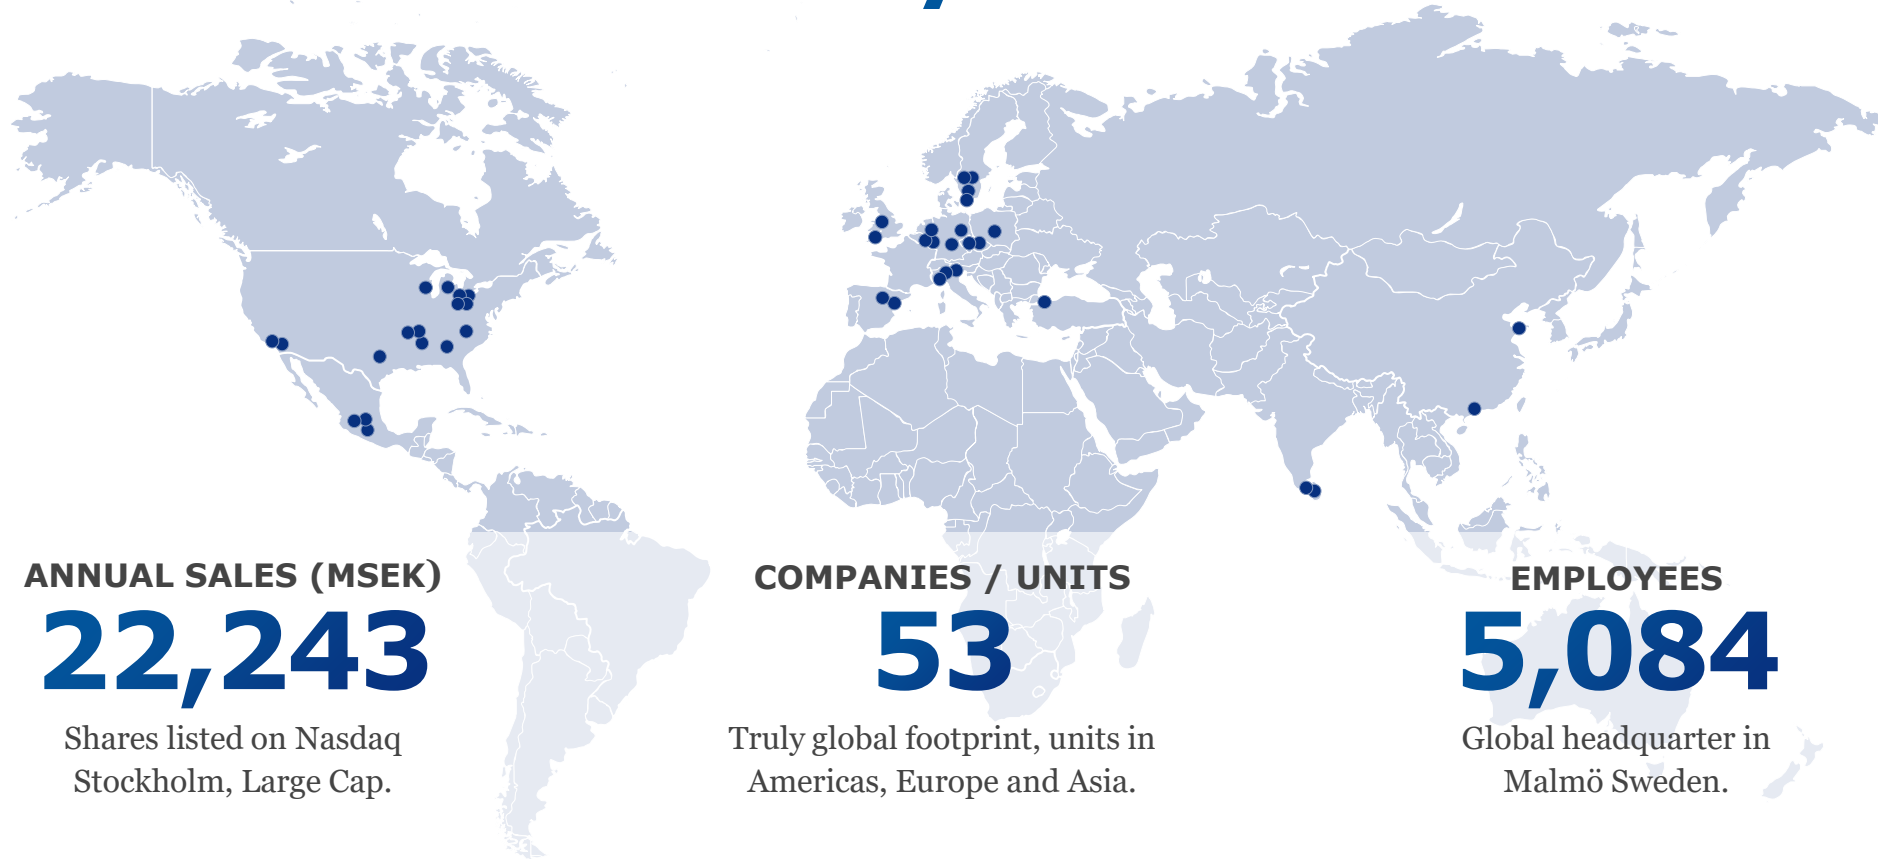 ANNUAL SALES (MSEK)
22,243
Shares listed on Nasdaq
Stockholm, Large Cap.
COMPANIES / UNITS
53
Truly global footprint, units in
Americas, Europe and Asia.
EMPLOYEES
5,084
Global headquarter in
Malmö Sweden.